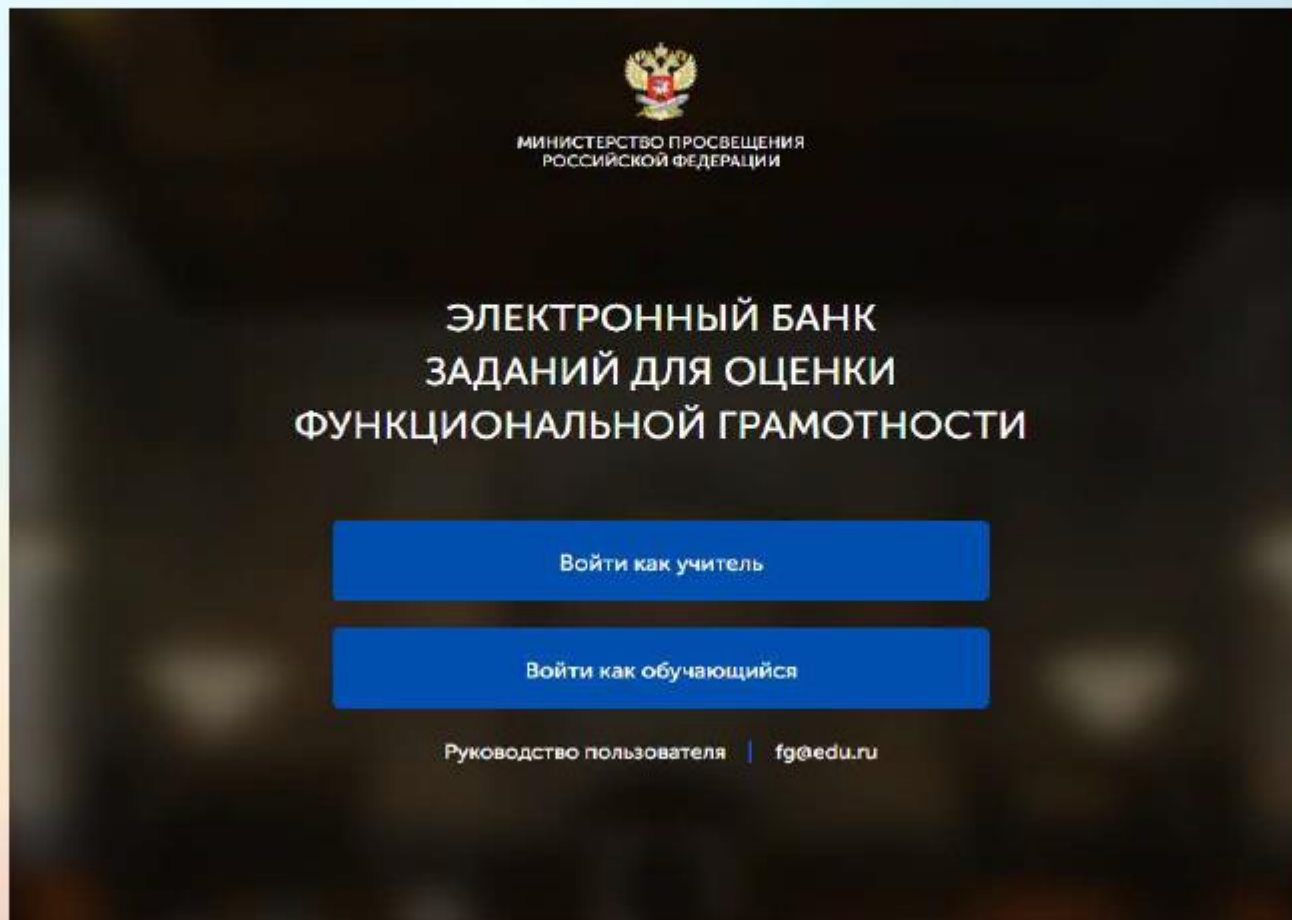 МИНИСТЕРСТВО ПРОСВЕЩЕНИЯ
РОССИЙСКОЙ ФЕДЕРАЦИИ
ЭЛЕКТРОННЫЙ БАНК
ЗАДАНИЙ ДЛЯ ОЦЕНКИ
ФУНКЦИОНАЛЬНОЙ ГРАМОТНОСТИ
Войти как учитель
Войти как обучающийся
Руководство пользователя | fg@edu.ru